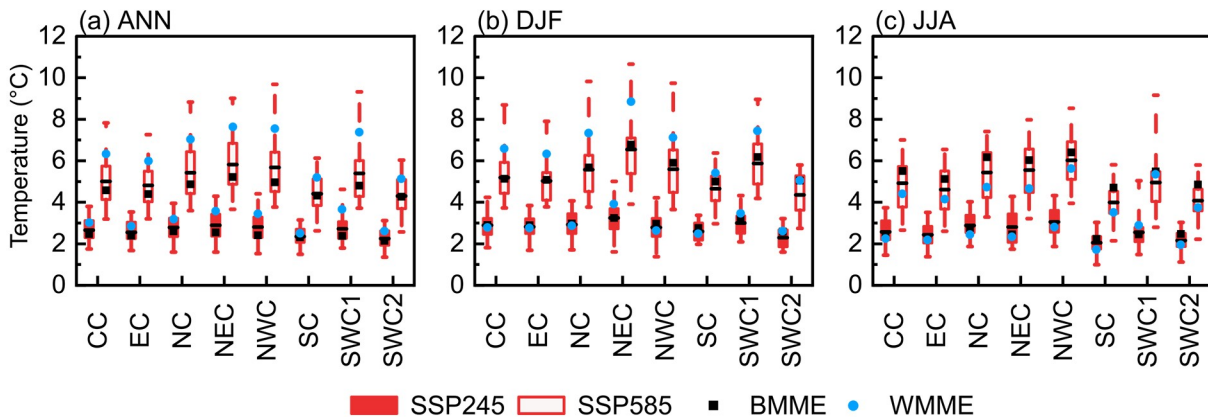 (a) ANN
(b) DJF
(c) JJA
Temperature (°C)
12
10
8
6
4
2
0
12
10
8
6
4
2
0
12
10
8
6
4
2
0
CC
EC
NC
NEC
NWC
SC
SWC1
SWC2
CC
EC
NC
NEC
NWC
SC
SWC1
SWC2
CC
EC
NC
NEC
NWC
SC
SWC1
SWC2
SSP245 SSP585 BMME WMME